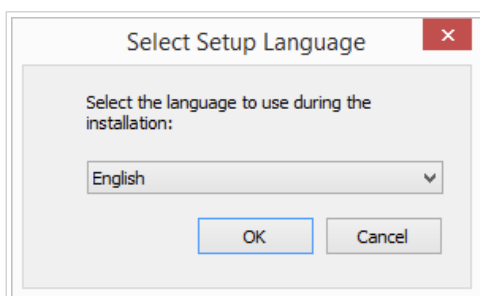 Select Setup Language
Select the language to use during the
installation:
English
OK
Cancel